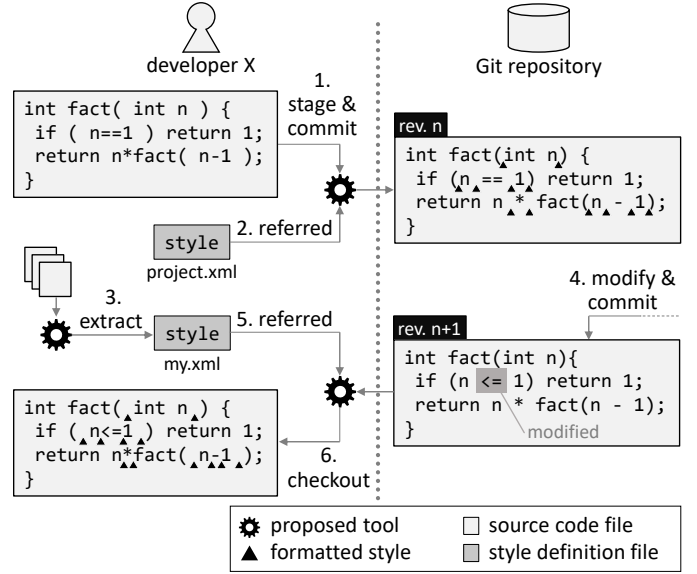 developer X
Git repository
int fact( int n ) {
if ( n==1 ) return 1;
return n*fact( n-1 );
}
1.
stage &
commit
rev. n
int fact(int n) {
if (n == 1) return 1;
return n * fact(n - 1);
}
style
project.xml
2. referred
3.
extract
style
my.xml
5. referred
4. modify &
commit
rev. n+1
int fact(int n){
if (n <= 1) return 1;
return n * fact(n - 1);
}
modified
int fact( int n ) {
if ( n<=1 ) return 1;
return n*fact( n-1 );
}
6.
checkout
proposed tool
source code file
formatted style
style definition file